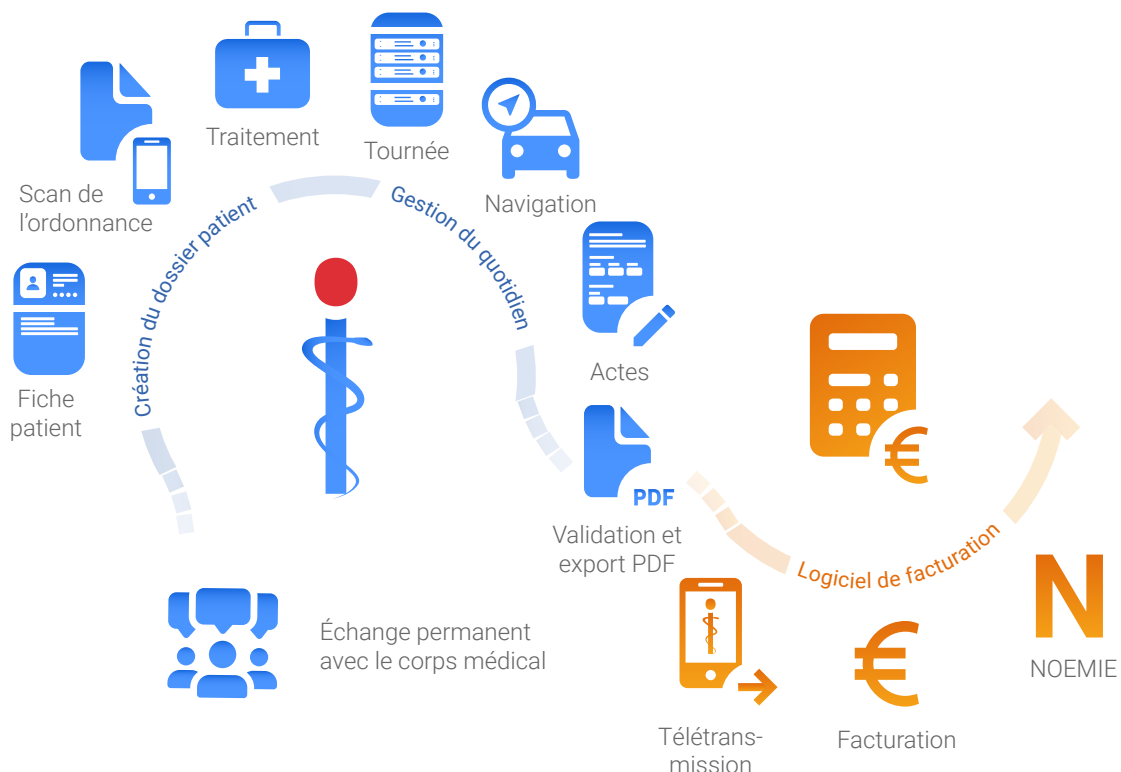 Traitement
Tournée
Scan de
l'ordonnance
Navigation
Création du dossier patient
Gestion du quotidien
Fiche
patient
Actes
PDF
Validation et
export PDF
Logiciel de facturation
Échange permanent
avec le corps médical
N
NOEMIE
Télétrans-
mission
Facturation